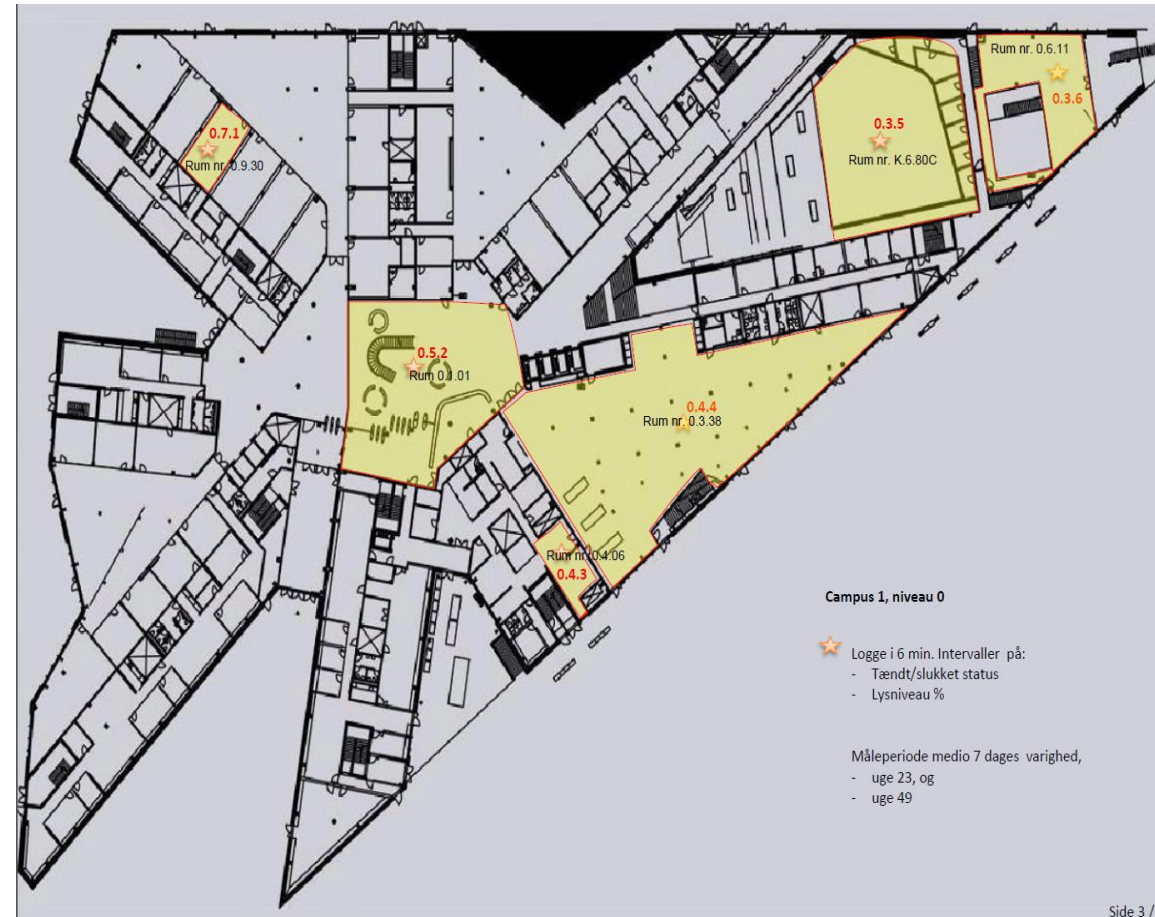 Rum nr. 0.6.11
0.3.6
0.3.5
Rum nr. K.6.80C
0.7.1
Rum nr. 0.9.30
0.5.2
Rum 0.1.01
0.4.4
Rum nr. 0.3.38
Rum nr. 0.4.06
0.4.3
Campus 1, niveau 0
Logge i 6 min. Intervaller på:
- Tændt/slukket status
- Lysniveau %
Måleperiode medio 7 dages varighed,
- uge 23, og
- uge 49
Side 3 /